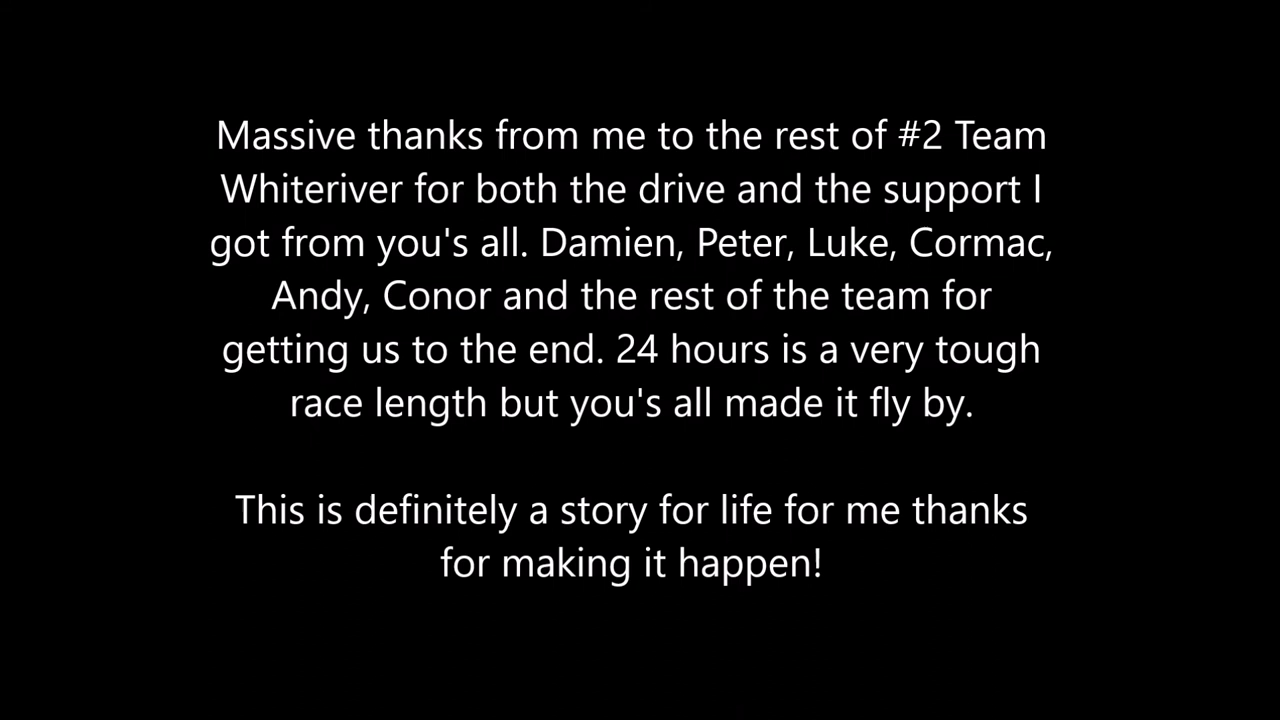 Massive thanks from me to the rest of #2 Team
Whiteriver for both the drive and the support I
got from you's all. Damien, Peter, Luke, Cormac,
Andy, Conor and the rest of the team for
getting us to the end. 24 hours is a very tough
race length but you's all made it fly by.
This is definitely a story for life for me thanks
for making it happen!